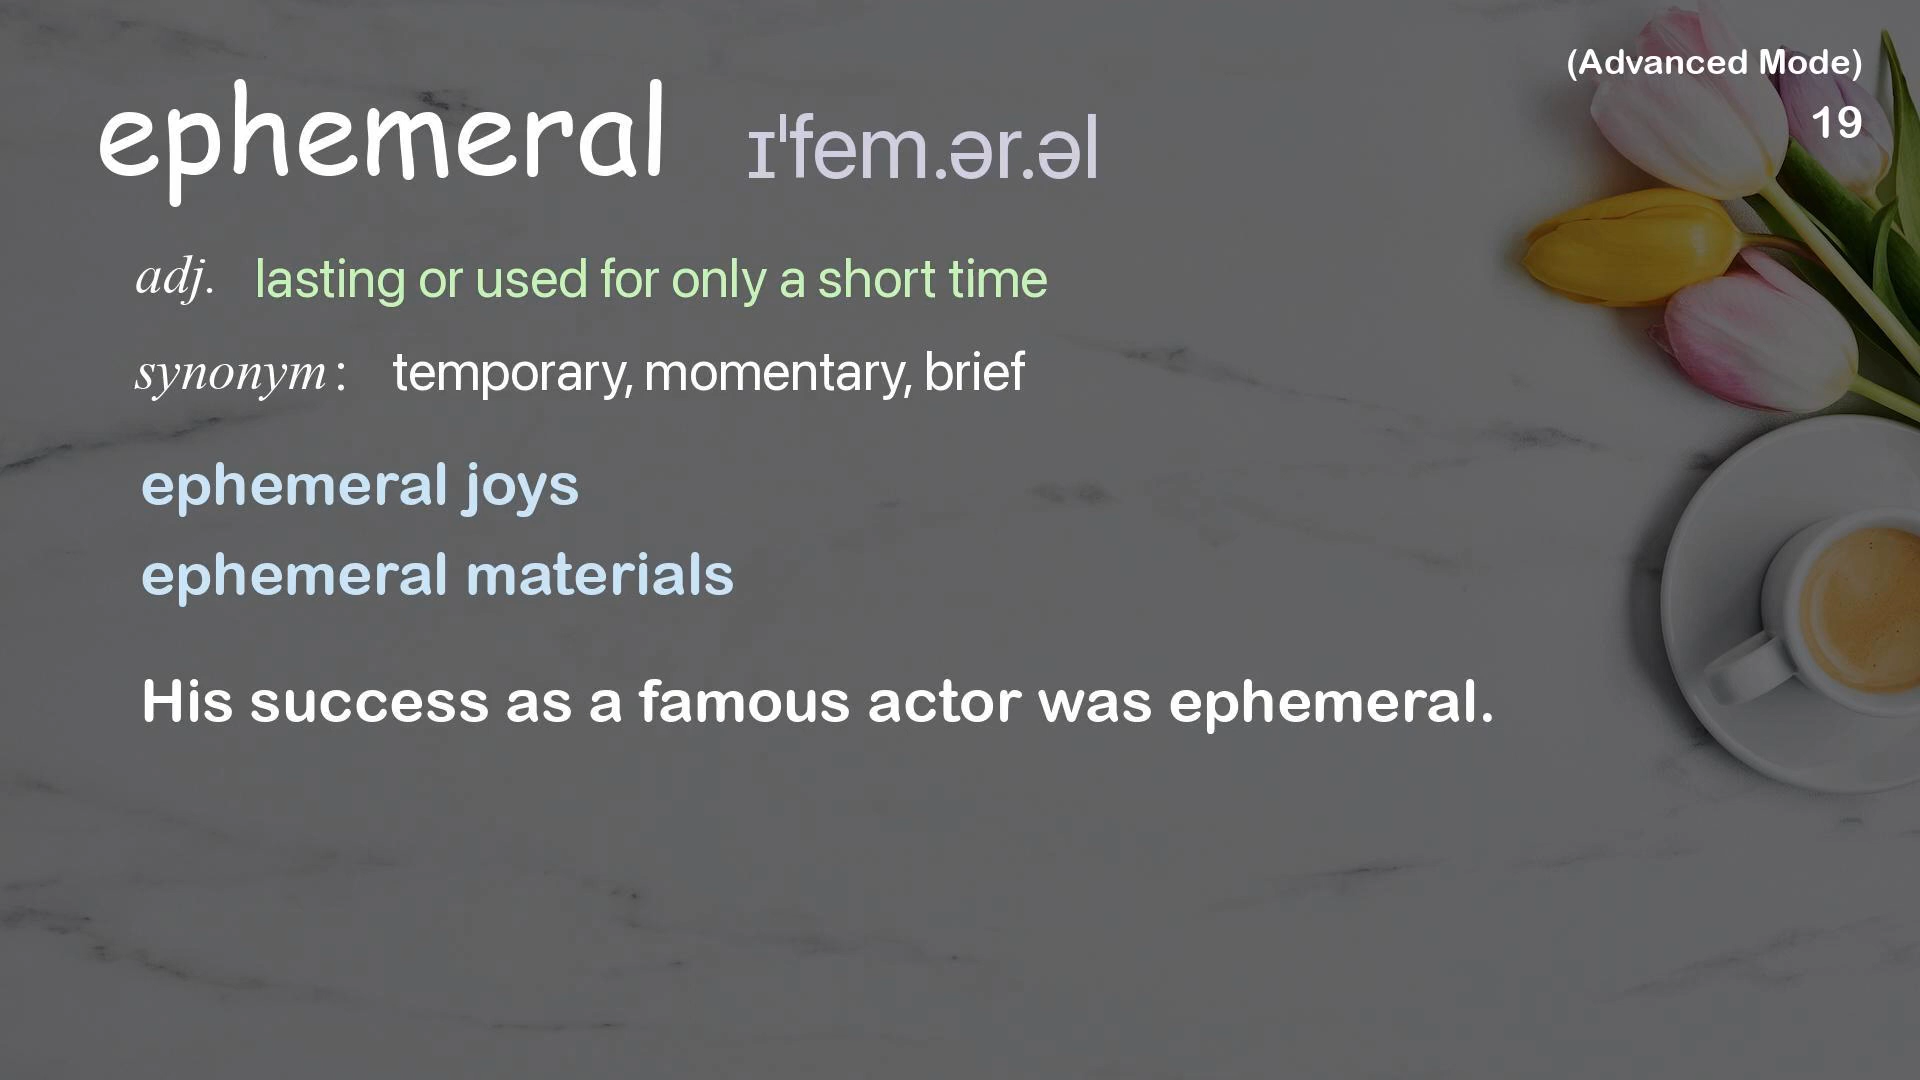 (Advanced Mode)
19
ephemeral ɪˈfem.ər.əl
adj. lasting or used for only a short time
synonym : temporary, momentary, brief
ephemeral joys
ephemeral materials
His success as a famous actor was ephemeral.